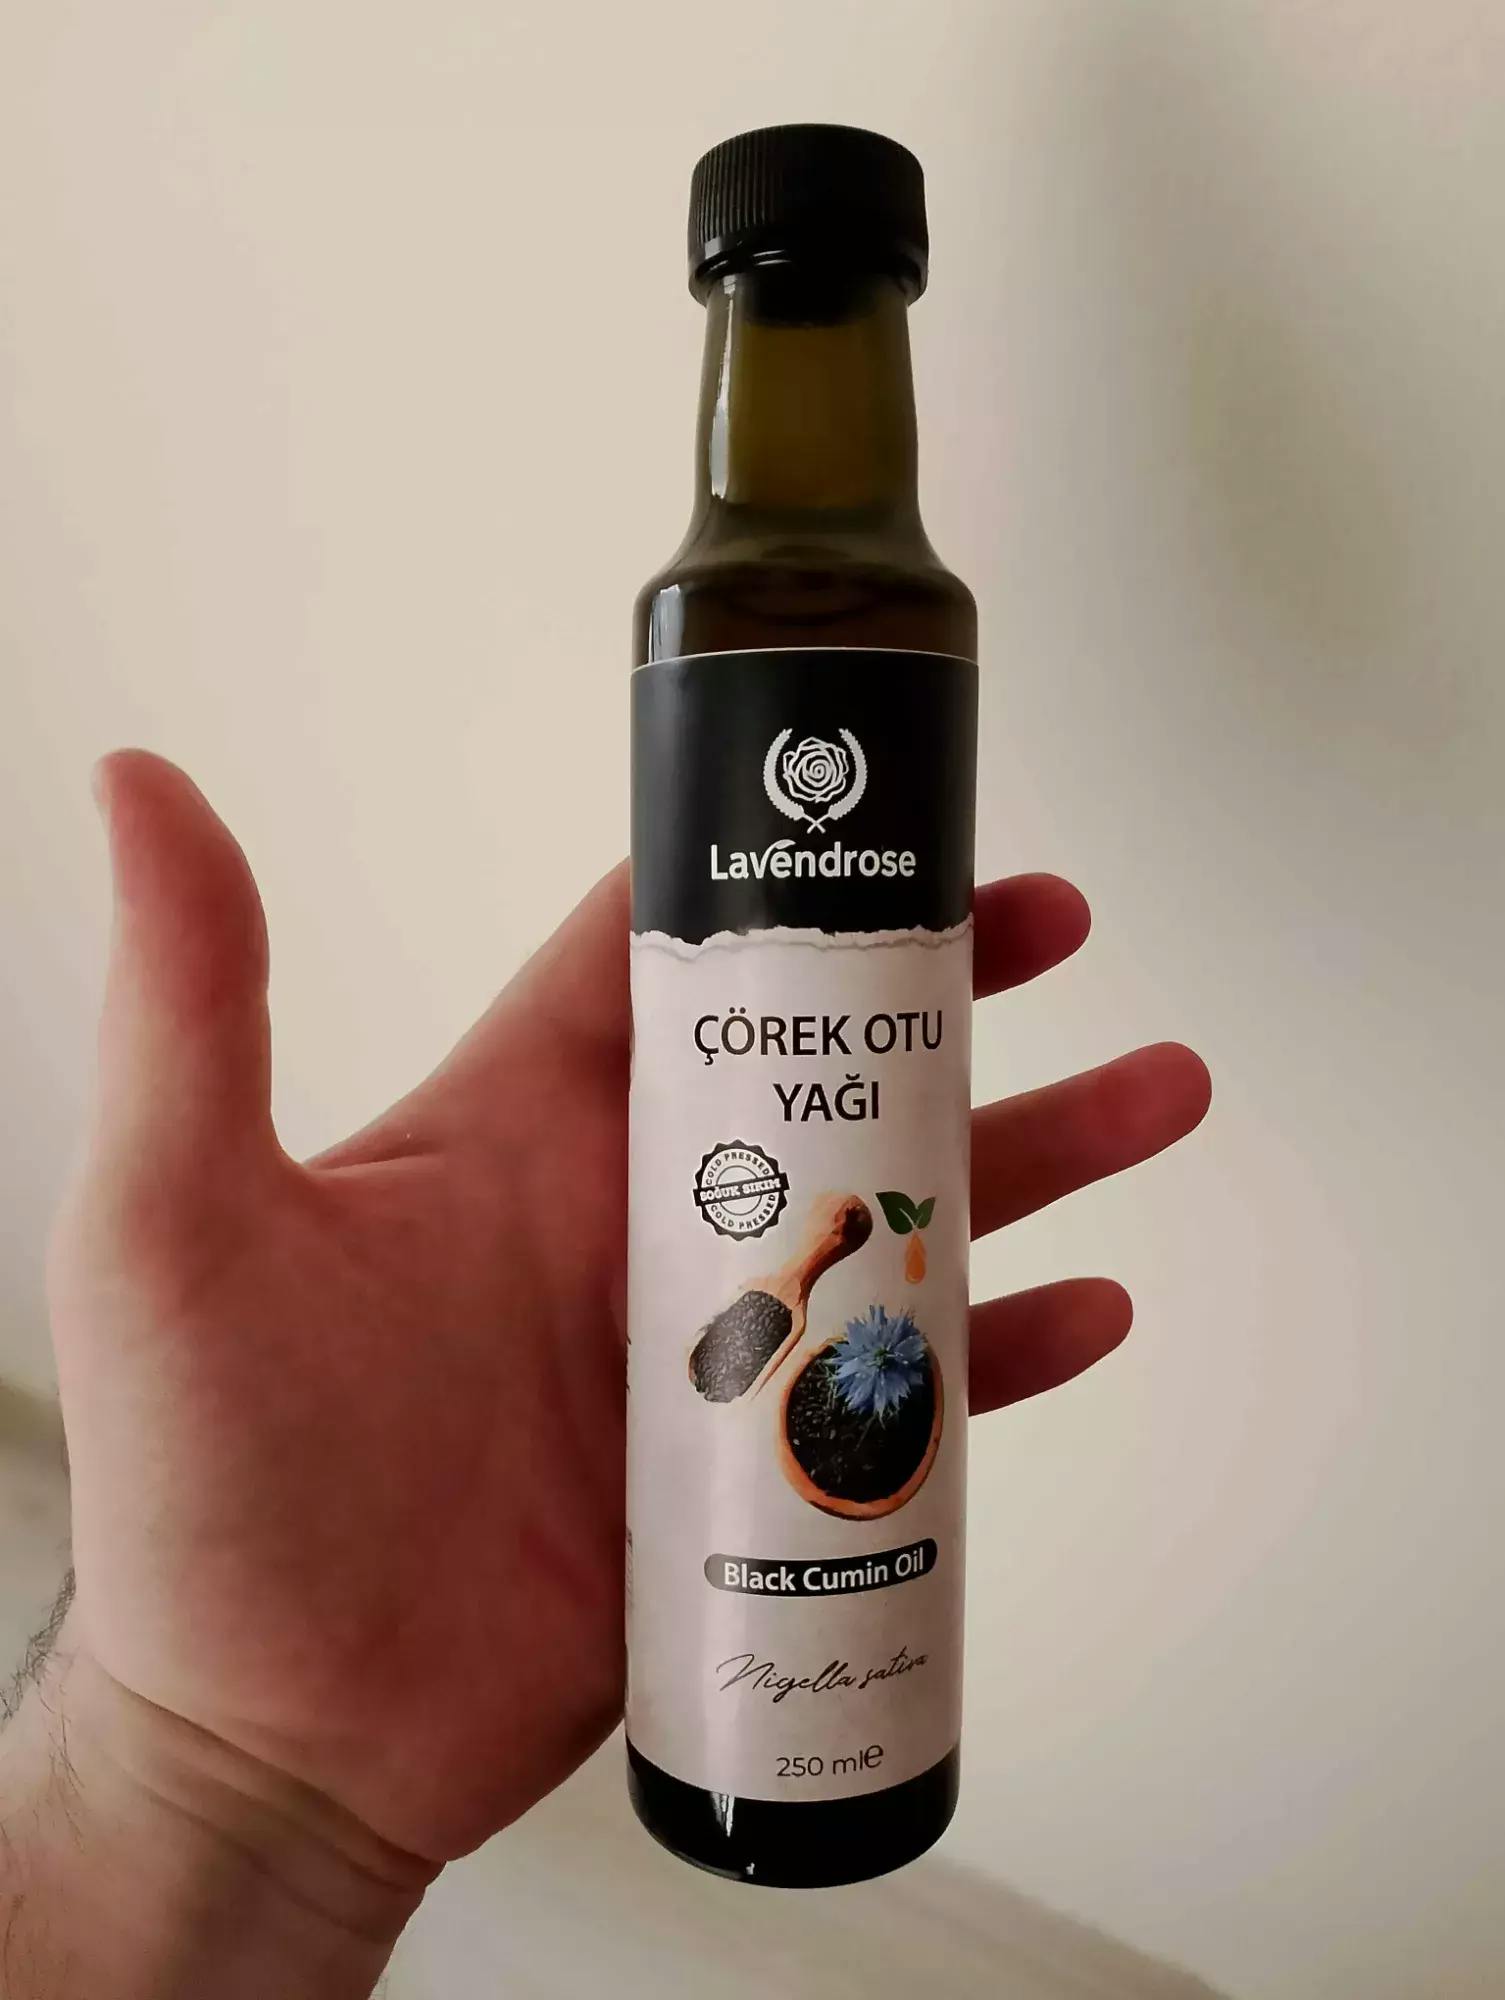 Lavendrose
ÇÖREK OTU
YAĞI
COLD PRESSED
SOĞUK SIKIM
COLD PRESSED
Black Cumin Oil
Nigella sativa
250 ml℮